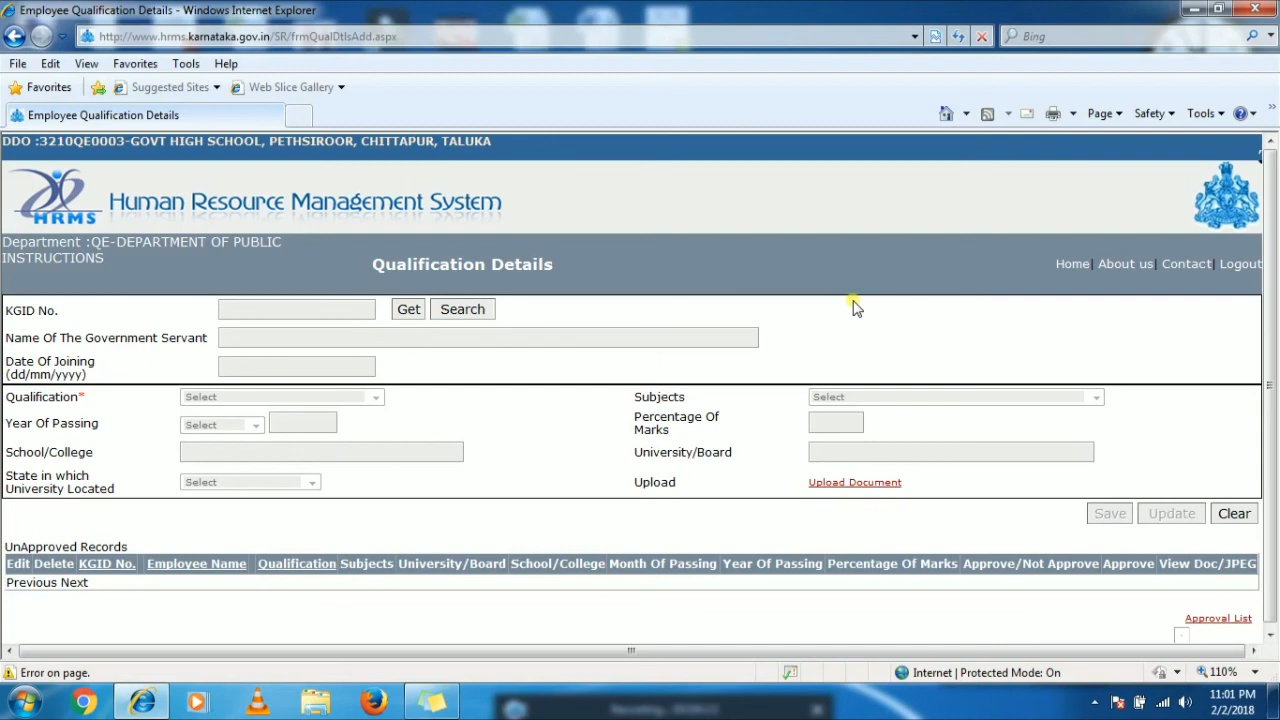 Employee Qualification Details - Windows Internet Explorer
http://www.hrms.karnataka.gov.in/SR/frmQualDtlsAdd.aspx
Bing
File Edit View Favorites Tools Help
Favorites Suggested Sites Web Slice Gallery
Employee Qualification Details
Page Safety Tools
DDO :3210QE0003-GOVT HIGH SCHOOL, PETHSIROOR, CHITTAPUR, TALUKA
HRMS Human Resource Management System
Department :QE-DEPARTMENT OF PUBLIC
INSTRUCTIONS
Qualification Details
Home| About us| Contact| Logout
KGID No. Get Search
Name Of The Government Servant
Date Of Joining
(dd/mm/yyyy)
Qualification* Select Subjects Select
Year Of Passing Select Percentage Of
Marks
School/College University/Board
State in which
University Located Select Upload Upload Document
Save Update Clear
UnApproved Records
Edit Delete KGID No. Employee Name Qualification Subjects University/Board School/College Month Of Passing Year Of Passing Percentage Of Marks Approve/Not Approve Approve View Doc/JPEG
Previous Next
Approval List
Error on page. Internet | Protected Mode: On 110%
11:01 PM
2/2/2018